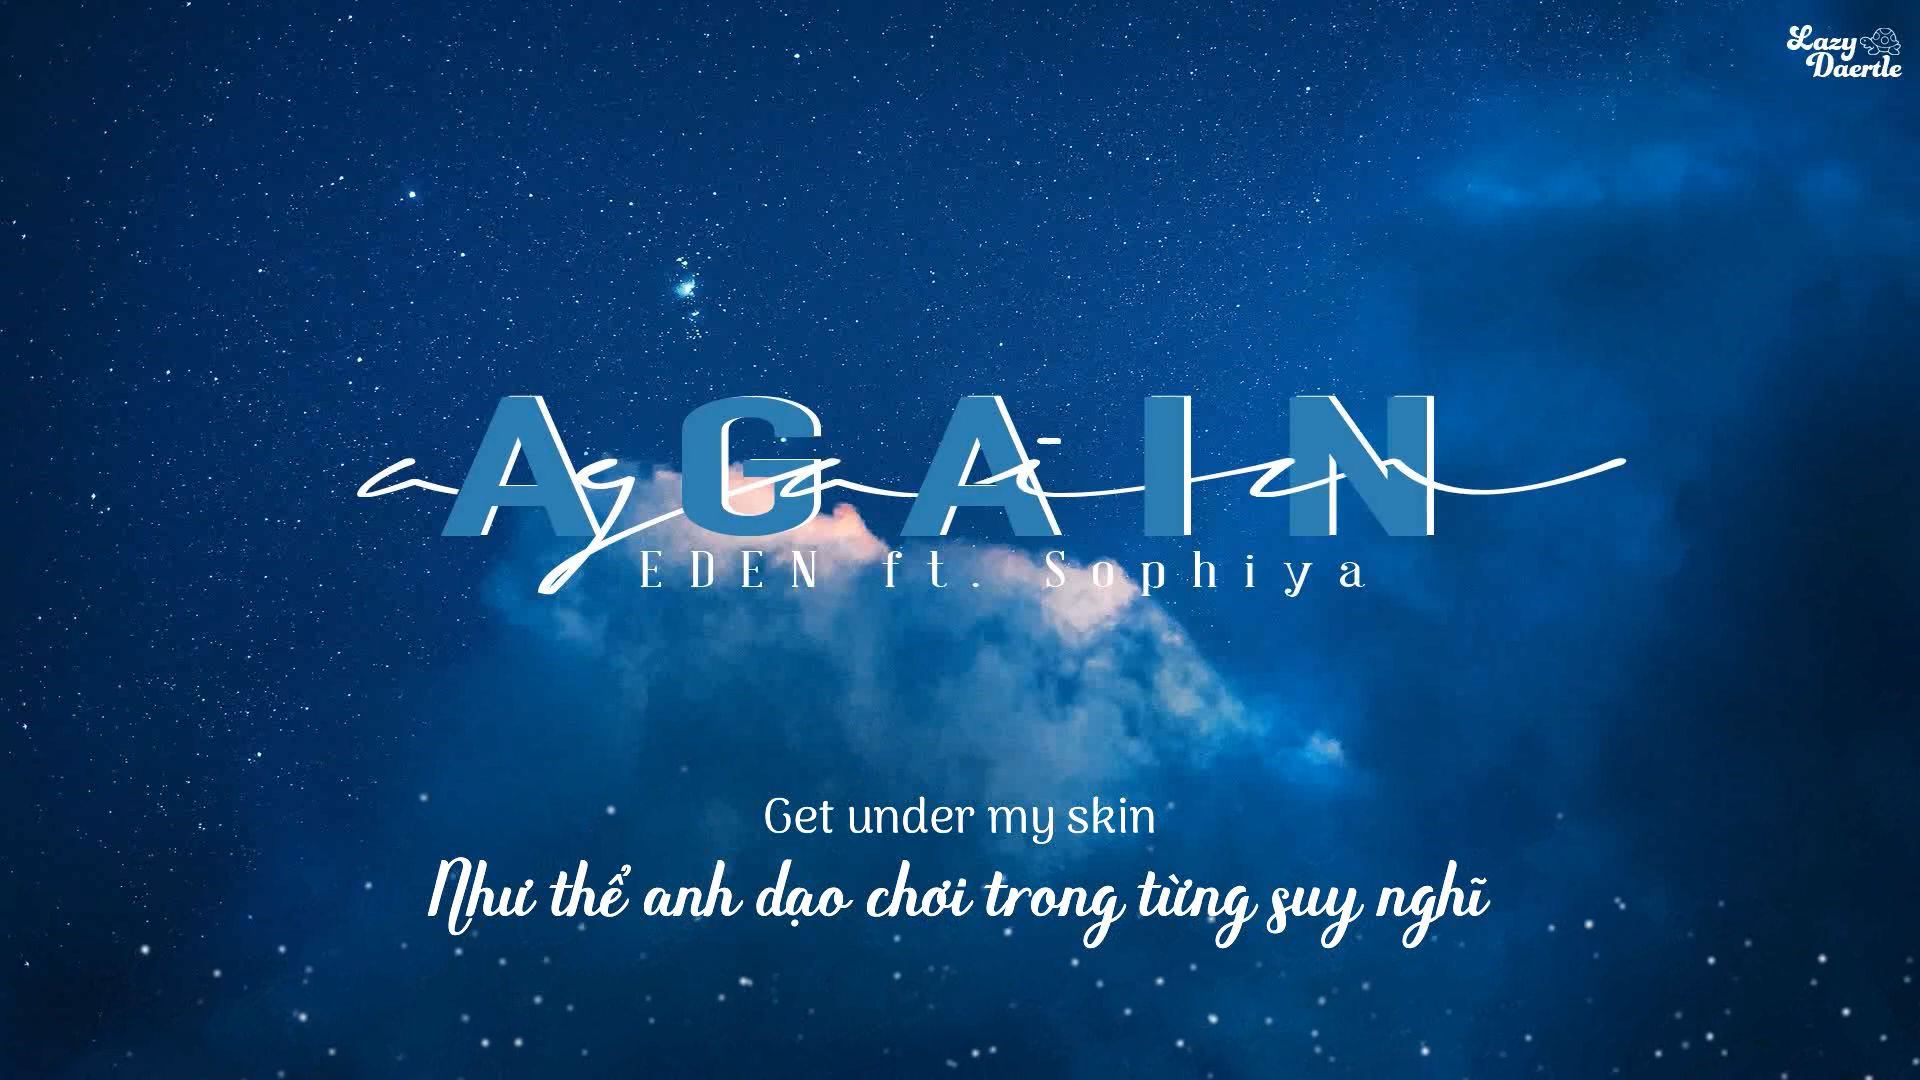 Lazy
Daertle
AGAIN
again
EDEN ft. Sophiya
Get under my skin
Như thể anh dạo chơi trong từng suy nghĩ